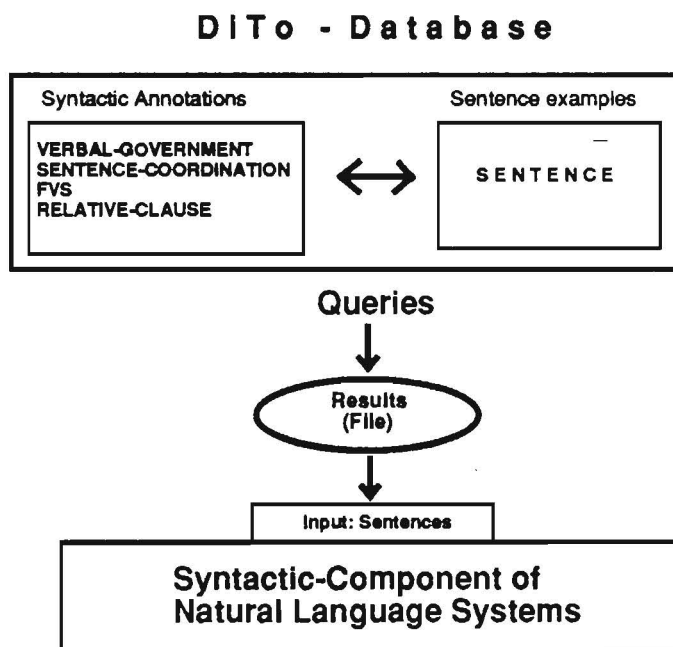 DiTo - Database
Syntactic Annotations
VERBAL-GOVERNMENT
SENTENCE-COORDINATION
FVS
RELATIVE-CLAUSE
Sentence examples
SENTENCE
Queries
Results
(File)
Input: Sentences
Syntactic-Component of
Natural Language Systems